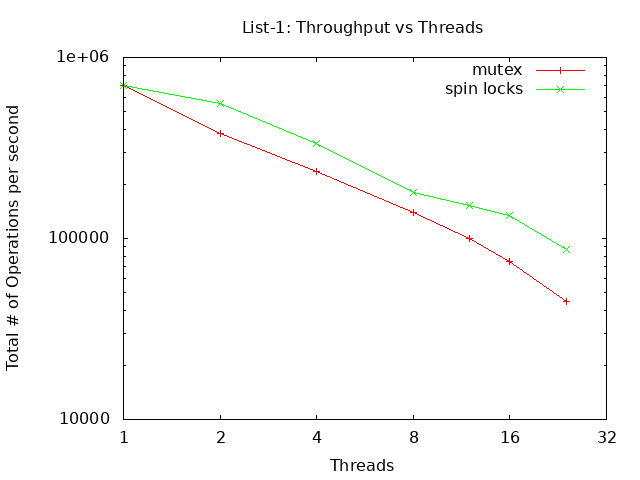 List-1: Throughput vs Threads
1e+06
mutex
spin locks
Total # of Operations per second
100000
10000
1 2 4 8 16 32
Threads